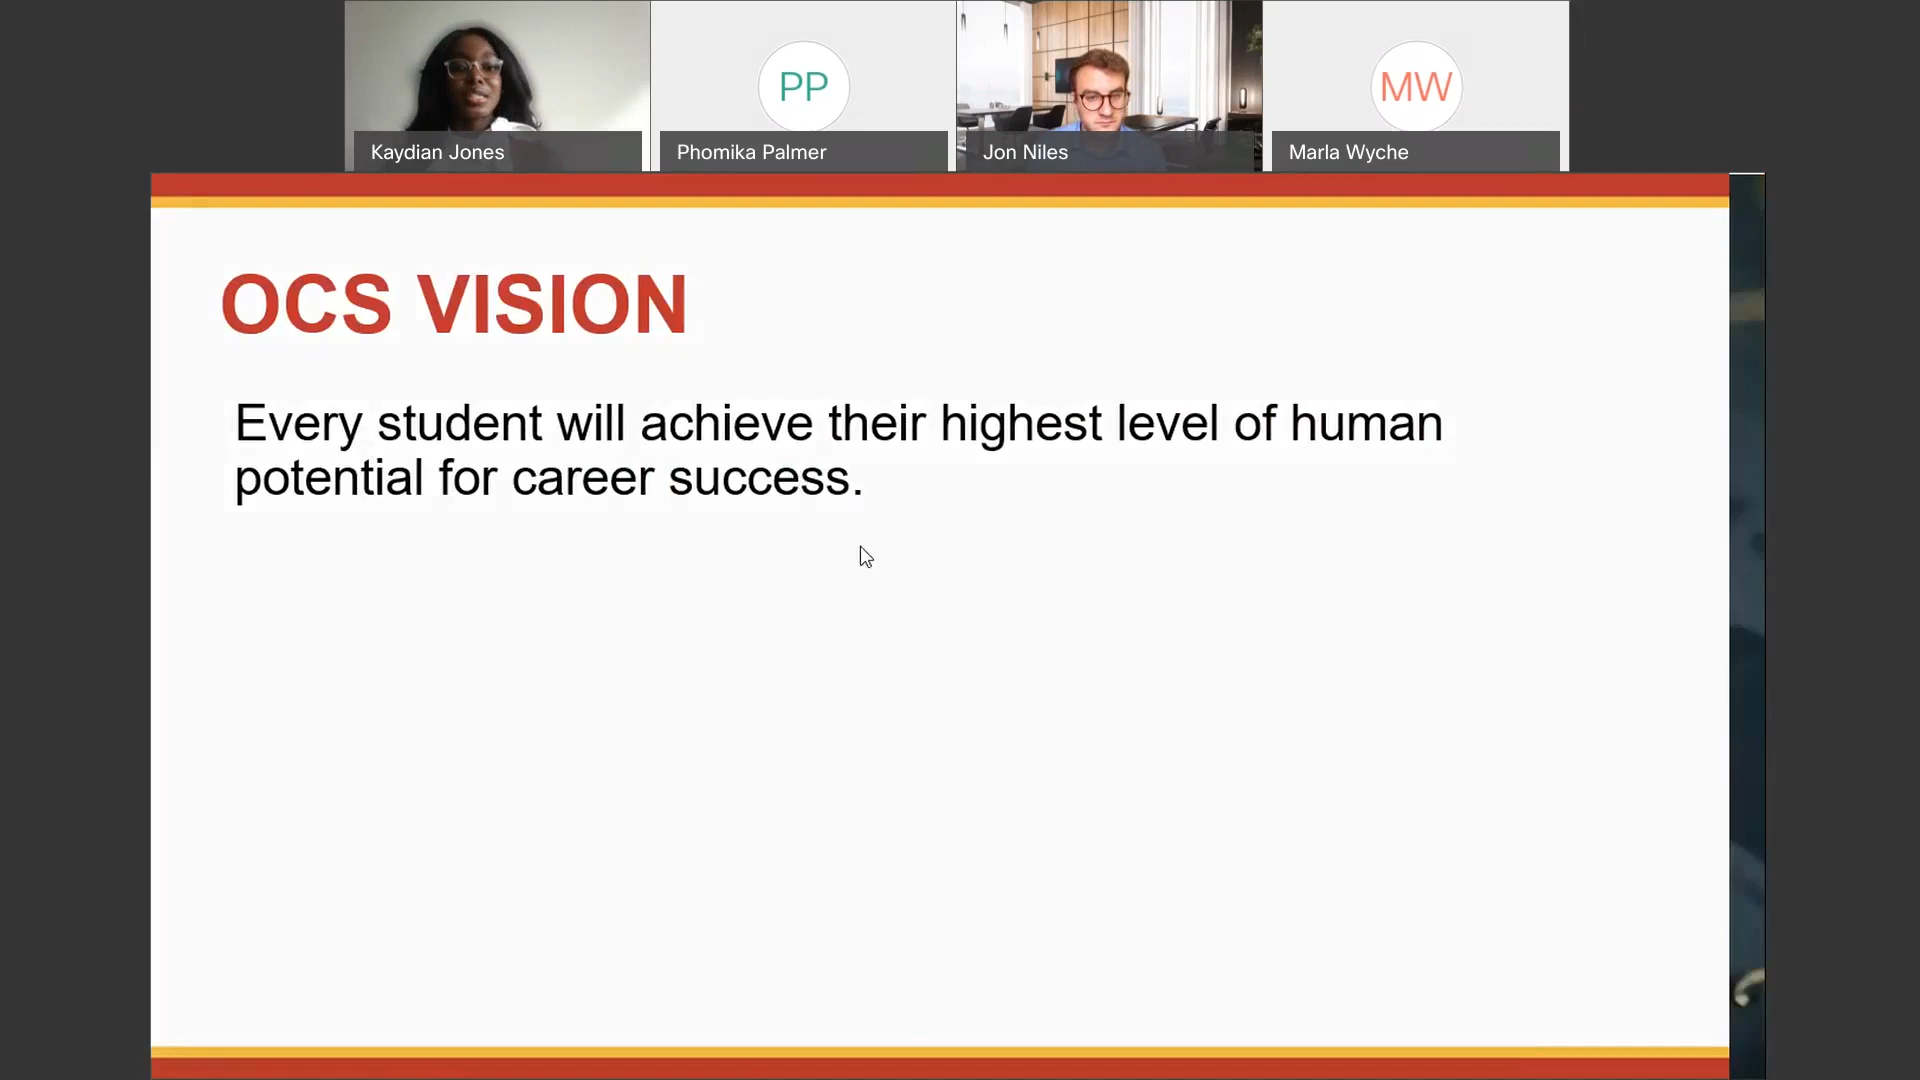 PP
MW
Kaydian Jones
Phomika Palmer
Jon Niles
Marla Wyche
OCS VISION
Every student will achieve their highest level of human
potential for career success.